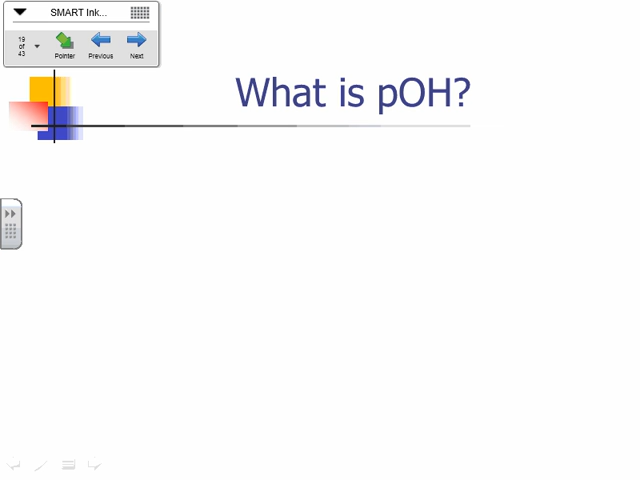 SMART Ink...
19
of
43
Pointer
Previous
Next
What is pOH?